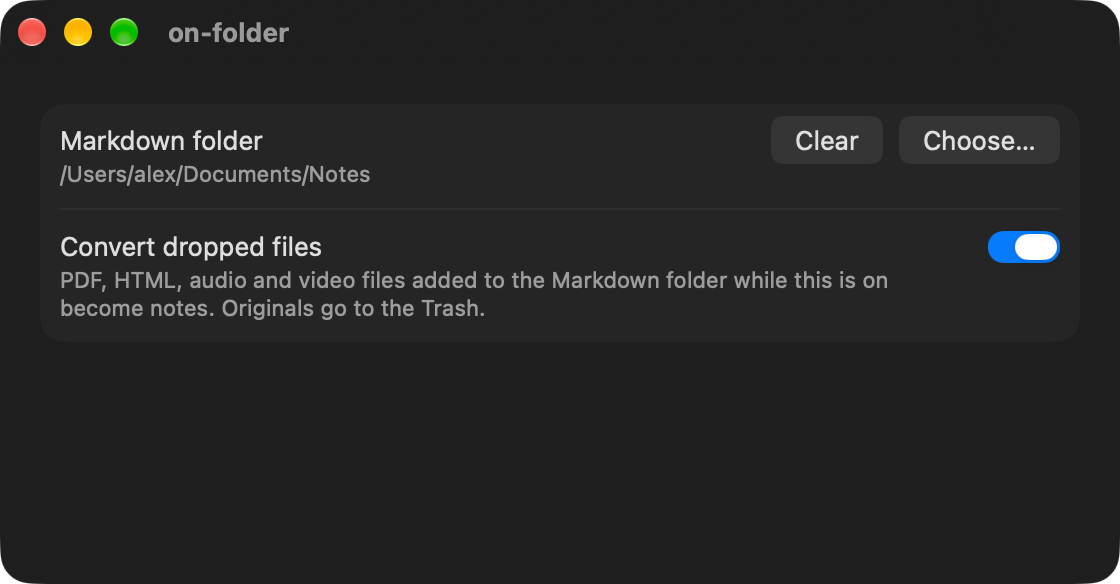 on-folder
Markdown folder
Clear
Choose...
/Users/alex/Documents/Notes
Convert dropped files
PDF, HTML, audio and video files added to the Markdown folder while this is on
become notes. Originals go to the Trash.